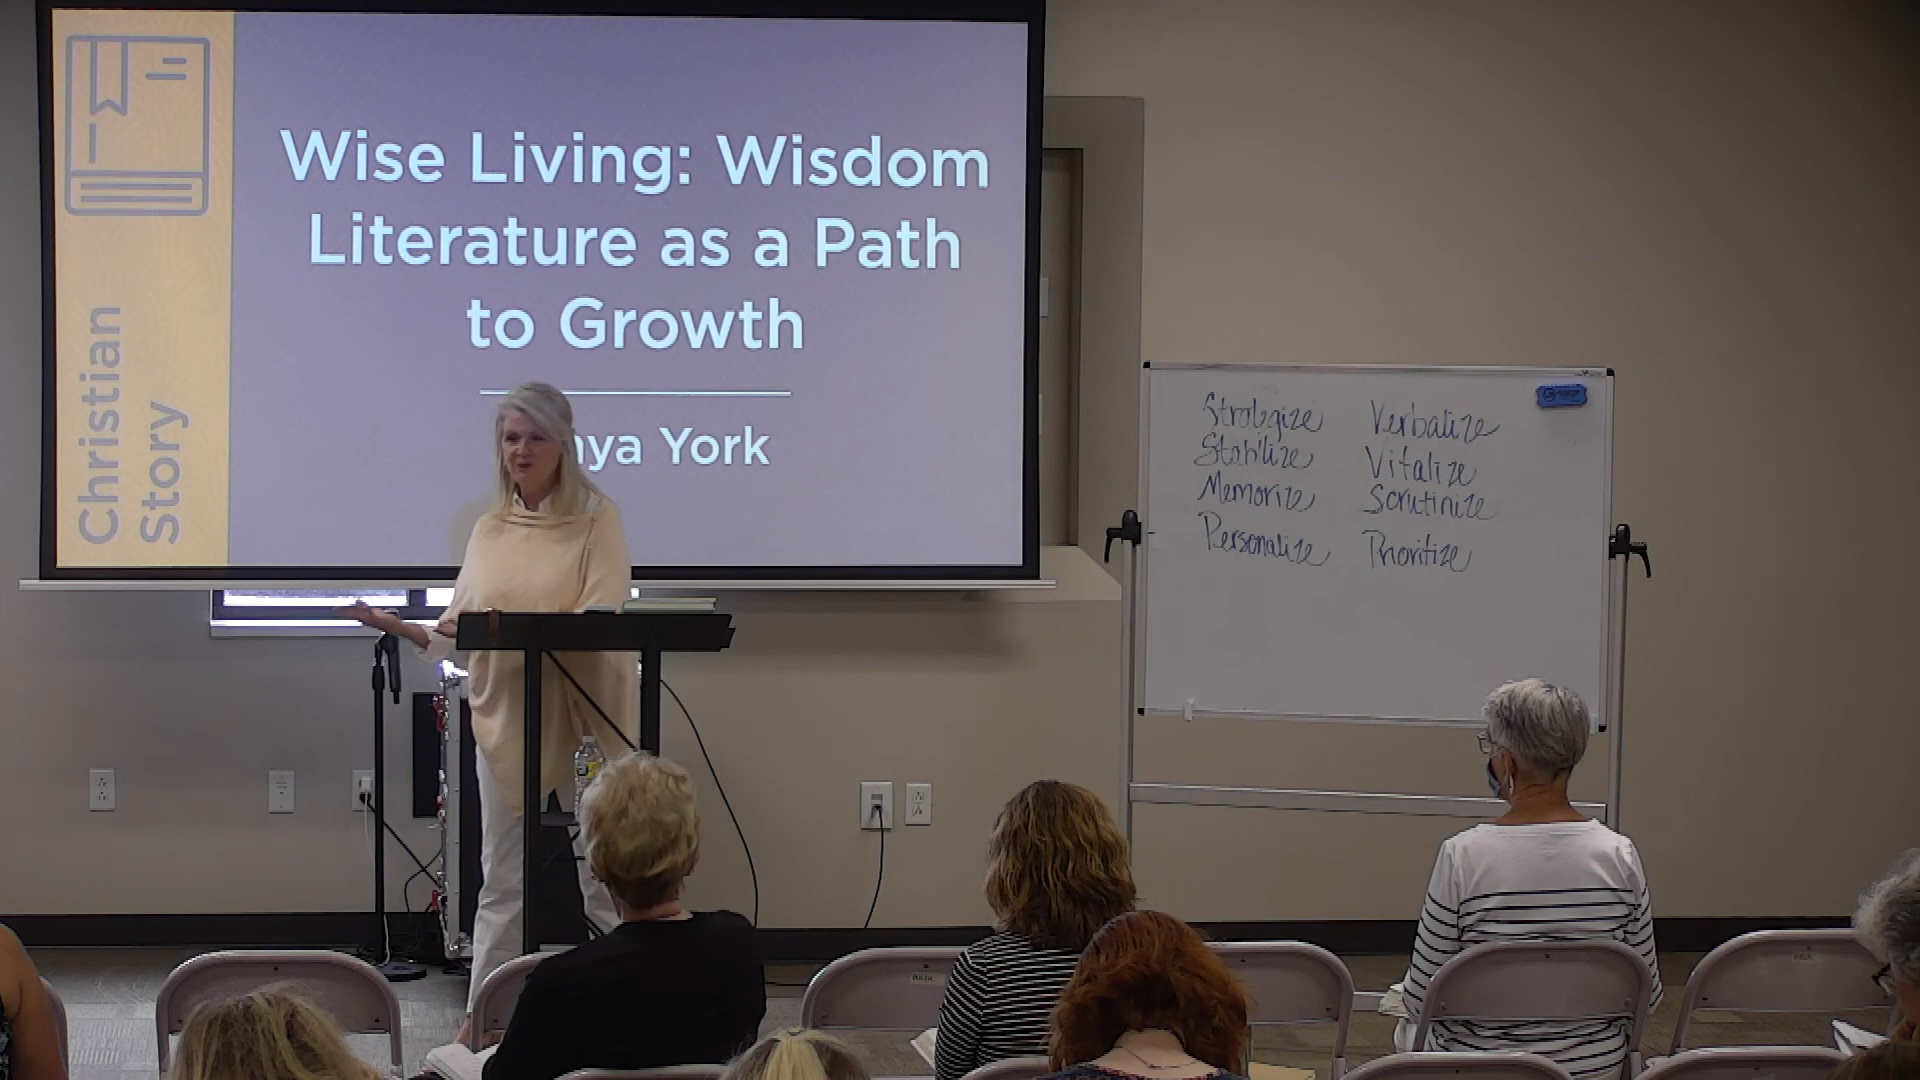 Christian
Story
Wise Living: Wisdom
Literature as a Path
to Growth
nya York
Strategize Verbalize
Stabilize Vitalize
Memorize Scrutinize
Personalize Prioritize